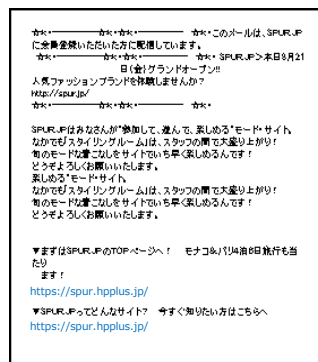 ☆★・―――― ☆★・―――― ☆★・このメールは、SPUR.JP
に会員登録いただいた方に配信しています。
☆★・―――― ☆★・―――― ☆★・ SPUR.JP＞本日9月21
日(金)グランドオープン!!
人気ファッションブランドを体験しませんか?
http://spur.jp/
☆★・―――― ☆★・―――― ☆★・
SPUR.JPはみなさんが"参加して、遊んで、楽しめる"モード・サイト。
なかでも「スタイリングルーム」は、スタッフの間で大盛り上がり!
旬のモードな着こなしをサイトでいち早く楽しめるんです!
どうぞよろしくお願いいたします。
楽しめる"モード・サイト。
なかでも「スタイリングルーム」は、スタッフの間で大盛り上がり!
旬のモードな着こなしをサイトでいち早く楽しめるんです!
どうぞよろしくお願いいたします。
▼まずはSPUR.JPのTOPページへ! モナコ&パリ4泊6日旅行も当
たり
ます!
https://spur.hpplus.jp/
▼SPUR.JPってどんなサイト? 今すぐ知りたい方はこちらへ
https://spur.hpplus.jp/